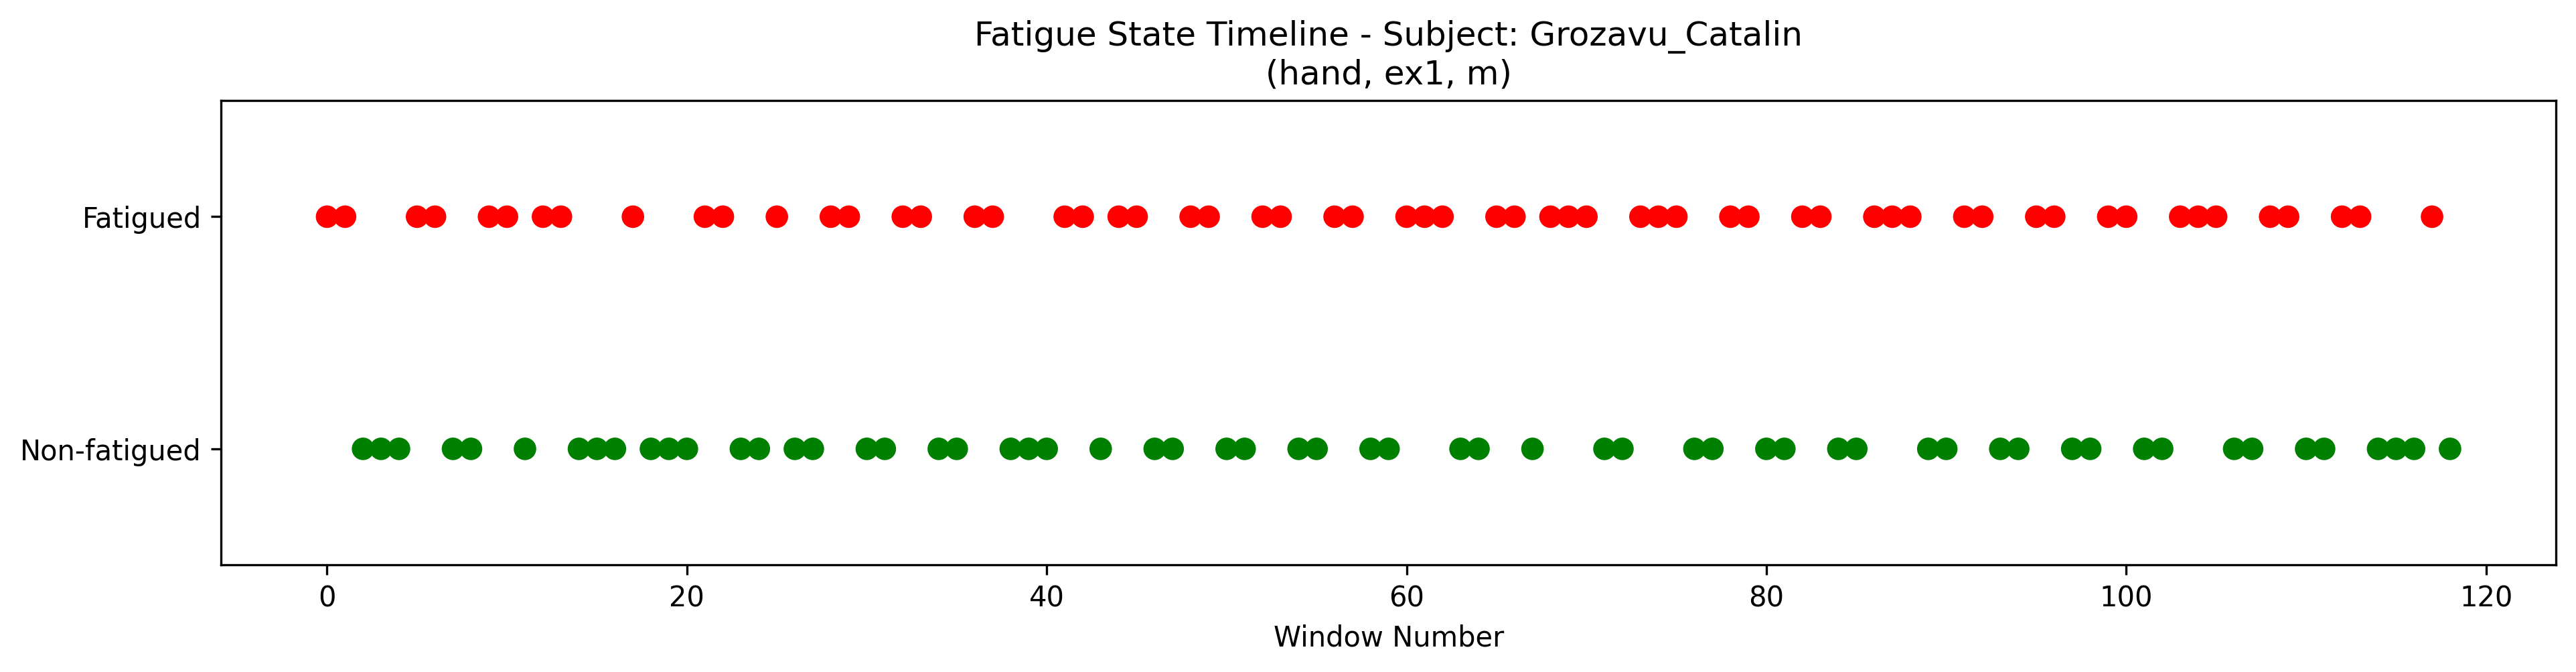 Fatigue State Timeline - Subject: Grozavu_Catalin
(hand, ex1, m)
Fatigued
Non-fatigued
0 20 40 60 80 100 120
Window Number